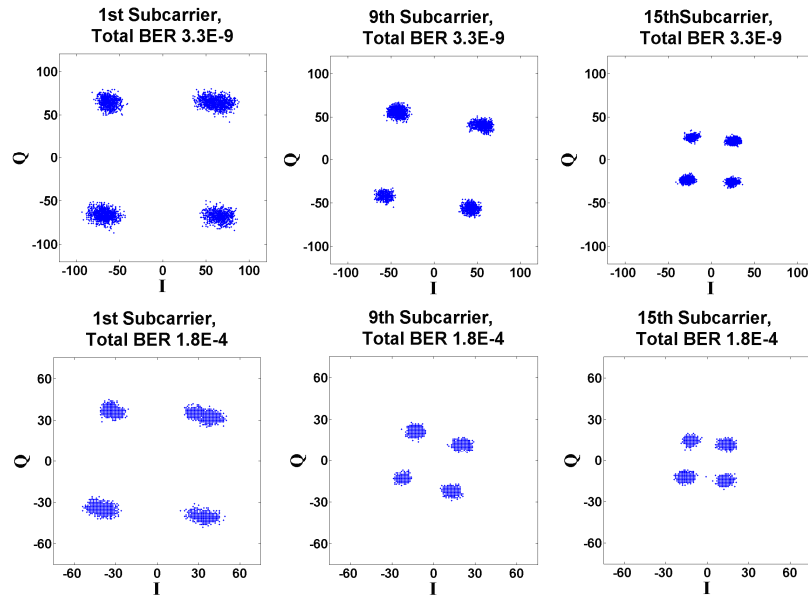 1st Subcarrier,
Total BER 3.3E-9
9th Subcarrier,
Total BER 3.3E-9
15thSubcarrier,
Total BER 3.3E-9
100
50
0
-50
-100
Q
-100 -50 0 50 100
I
100
50
0
-50
-100
Q
-100 -50 0 50 100
I
100
50
0
-50
-100
Q
-100 -50 0 50 100
I
1st Subcarrier,
Total BER 1.8E-4
9th Subcarrier,
Total BER 1.8E-4
15th Subcarrier,
Total BER 1.8E-4
60
30
0
-30
-60
Q
-60 -30 0 30 60
I
60
30
0
-30
-60
Q
-60 -30 0 30 60
I
60
30
0
-30
-60
Q
-60 -30 0 30 60
I